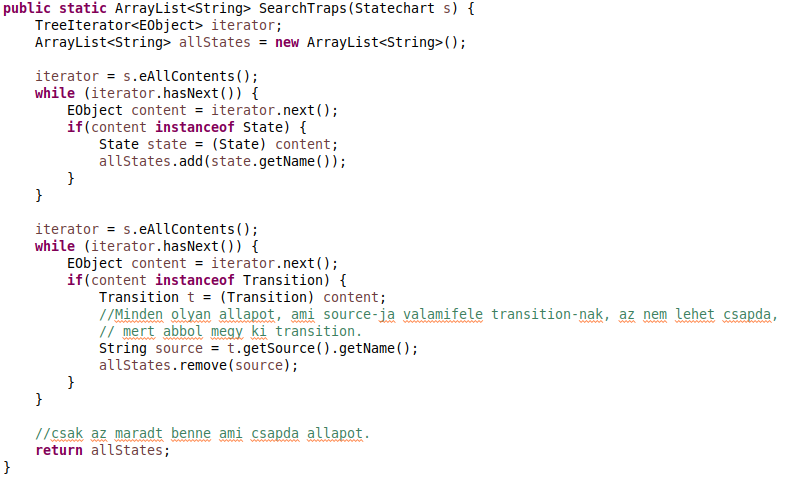 public static ArrayList<String> SearchTraps(Statechart s) {
    TreeIterator<EObject> iterator;
    ArrayList<String> allStates = new ArrayList<String>();

    iterator = s.eAllContents();
    while (iterator.hasNext()) {
        EObject content = iterator.next();
        if(content instanceof State) {
            State state = (State) content;
            allStates.add(state.getName());
        }
    }

    iterator = s.eAllContents();
    while (iterator.hasNext()) {
        EObject content = iterator.next();
        if(content instanceof Transition) {
            Transition t = (Transition) content;
            //Minden olyan allapot, ami source-ja valamifele transition-nak, az nem lehet csapda,
            // mert abbol megy ki transition.
            String source = t.getSource().getName();
            allStates.remove(source);
        }
    }

    //csak az maradt benne ami csapda allapot.
    return allStates;
}